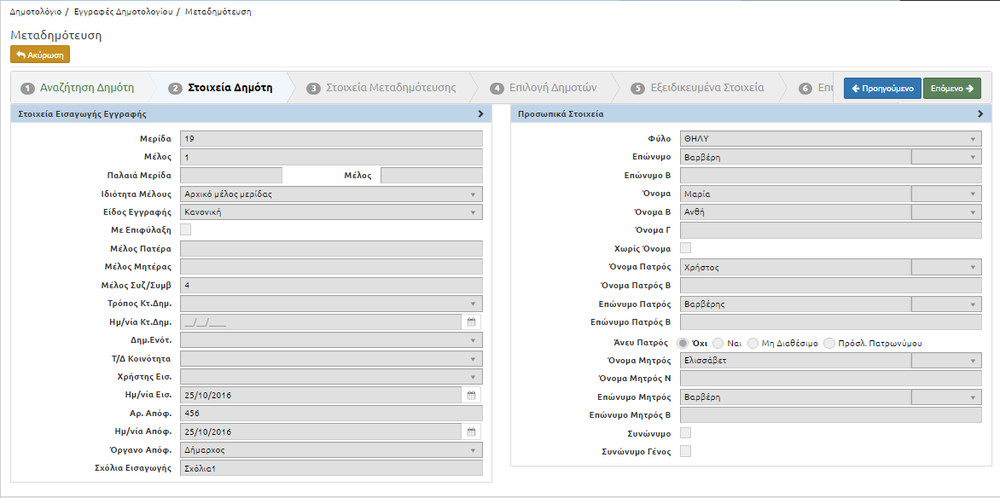 Δημοτολόγιο / Εγγραφές Δημοτολογίου / Μεταδημότευση
Μεταδημότευση
Ακύρωση
1 Αναζήτηση Δημότη 2 Στοιχεία Δημότη 3 Στοιχεία Μεταδημότευσης 4 Επιλογή Δημοτών 5 Εξειδικευμένα Στοιχεία 6 Επι Προηγούμενο Επόμενο
Στοιχεία Εισαγωγής Εγγραφής
Μερίδα 19
Μέλος 1
Παλαιά Μερίδα Μέλος
Ιδιότητα Μέλους Αρχικό μέλος μερίδας
Είδος Εγγραφής Κανονική
Με Επιφύλαξη
Μέλος Πατέρα
Μέλος Μητέρας
Μέλος Συζ/Συμβ 4
Τρόπος Κτ.Δημ.
Ημ/νία Κτ.Δημ. __/__/____
Δημ.Ενότ.
Τ/Δ Κοινότητα
Χρήστης Εισ.
Ημ/νία Εισ. 25/10/2016
Αρ. Απόφ. 456
Ημ/νία Απόφ. 25/10/2016
Όργανο Απόφ. Δήμαρχος
Σχόλια Εισαγωγής Σχόλια1
Προσωπικά Στοιχεία
Φύλο ΘΗΛΥ
Επώνυμο Βαρβέρη
Επώνυμο Β
Όνομα Μαρία
Όνομα Β Ανθή
Όνομα Γ
Χωρίς Όνομα
Όνομα Πατρός Χρήστος
Όνομα Πατρός Β
Επώνυμο Πατρός Βαρβέρης
Επώνυμο Πατρός Β
Άνευ Πατρός Όχι Ναι Μη Διαθέσιμο Πρόσλ. Πατρωνύμου
Όνομα Μητρός Ελισσάβετ
Όνομα Μητρός Ν
Επώνυμο Μητρός Βαρβέρη
Επώνυμο Μητρός Β
Συνώνυμο
Συνώνυμο Γένος